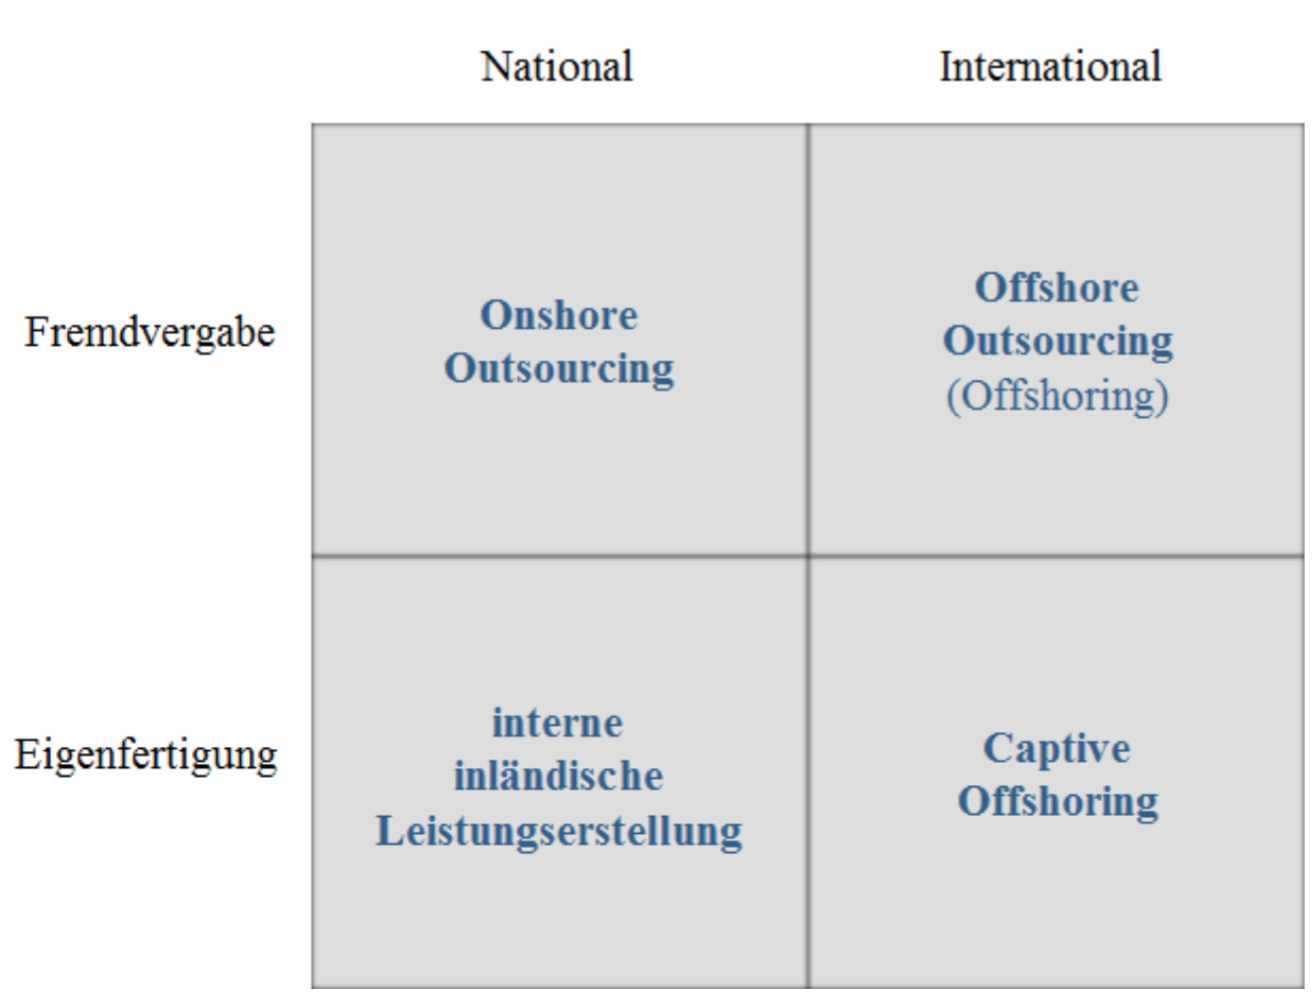 National
International
Fremdvergabe
Onshore
Outsourcing
Offshore
Outsourcing
(Offshoring)
Eigenfertigung
interne
inländische
Leistungserstellung
Captive
Offshoring